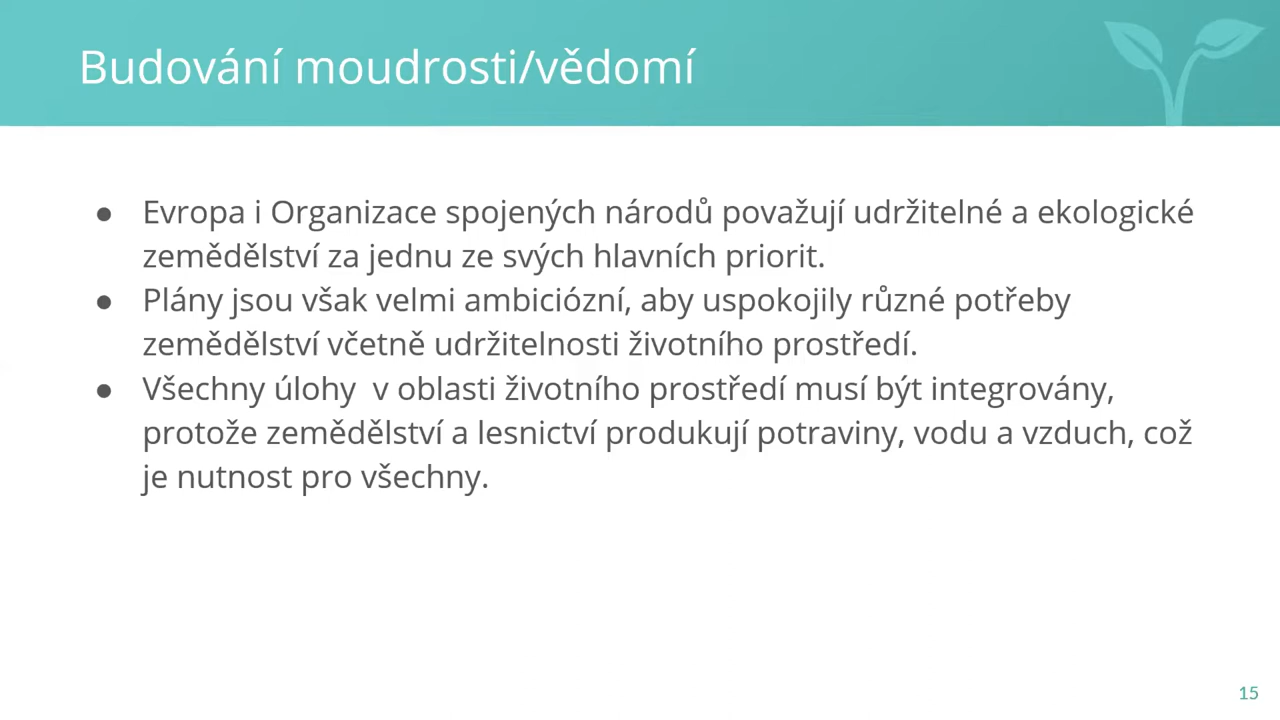 Budování moudrosti/vědomí
● Evropa i Organizace spojených národů považují udržitelné a ekologické
zemědělství za jednu ze svých hlavních priorit.
● Plány jsou však velmi ambiciózní, aby uspokojily různé potřeby
zemědělství včetně udržitelnosti životního prostředí.
● Všechny úlohy  v oblasti životního prostředí musí být integrovány,
protože zemědělství a lesnictví produkují potraviny, vodu a vzduch, což
je nutnost pro všechny.
15